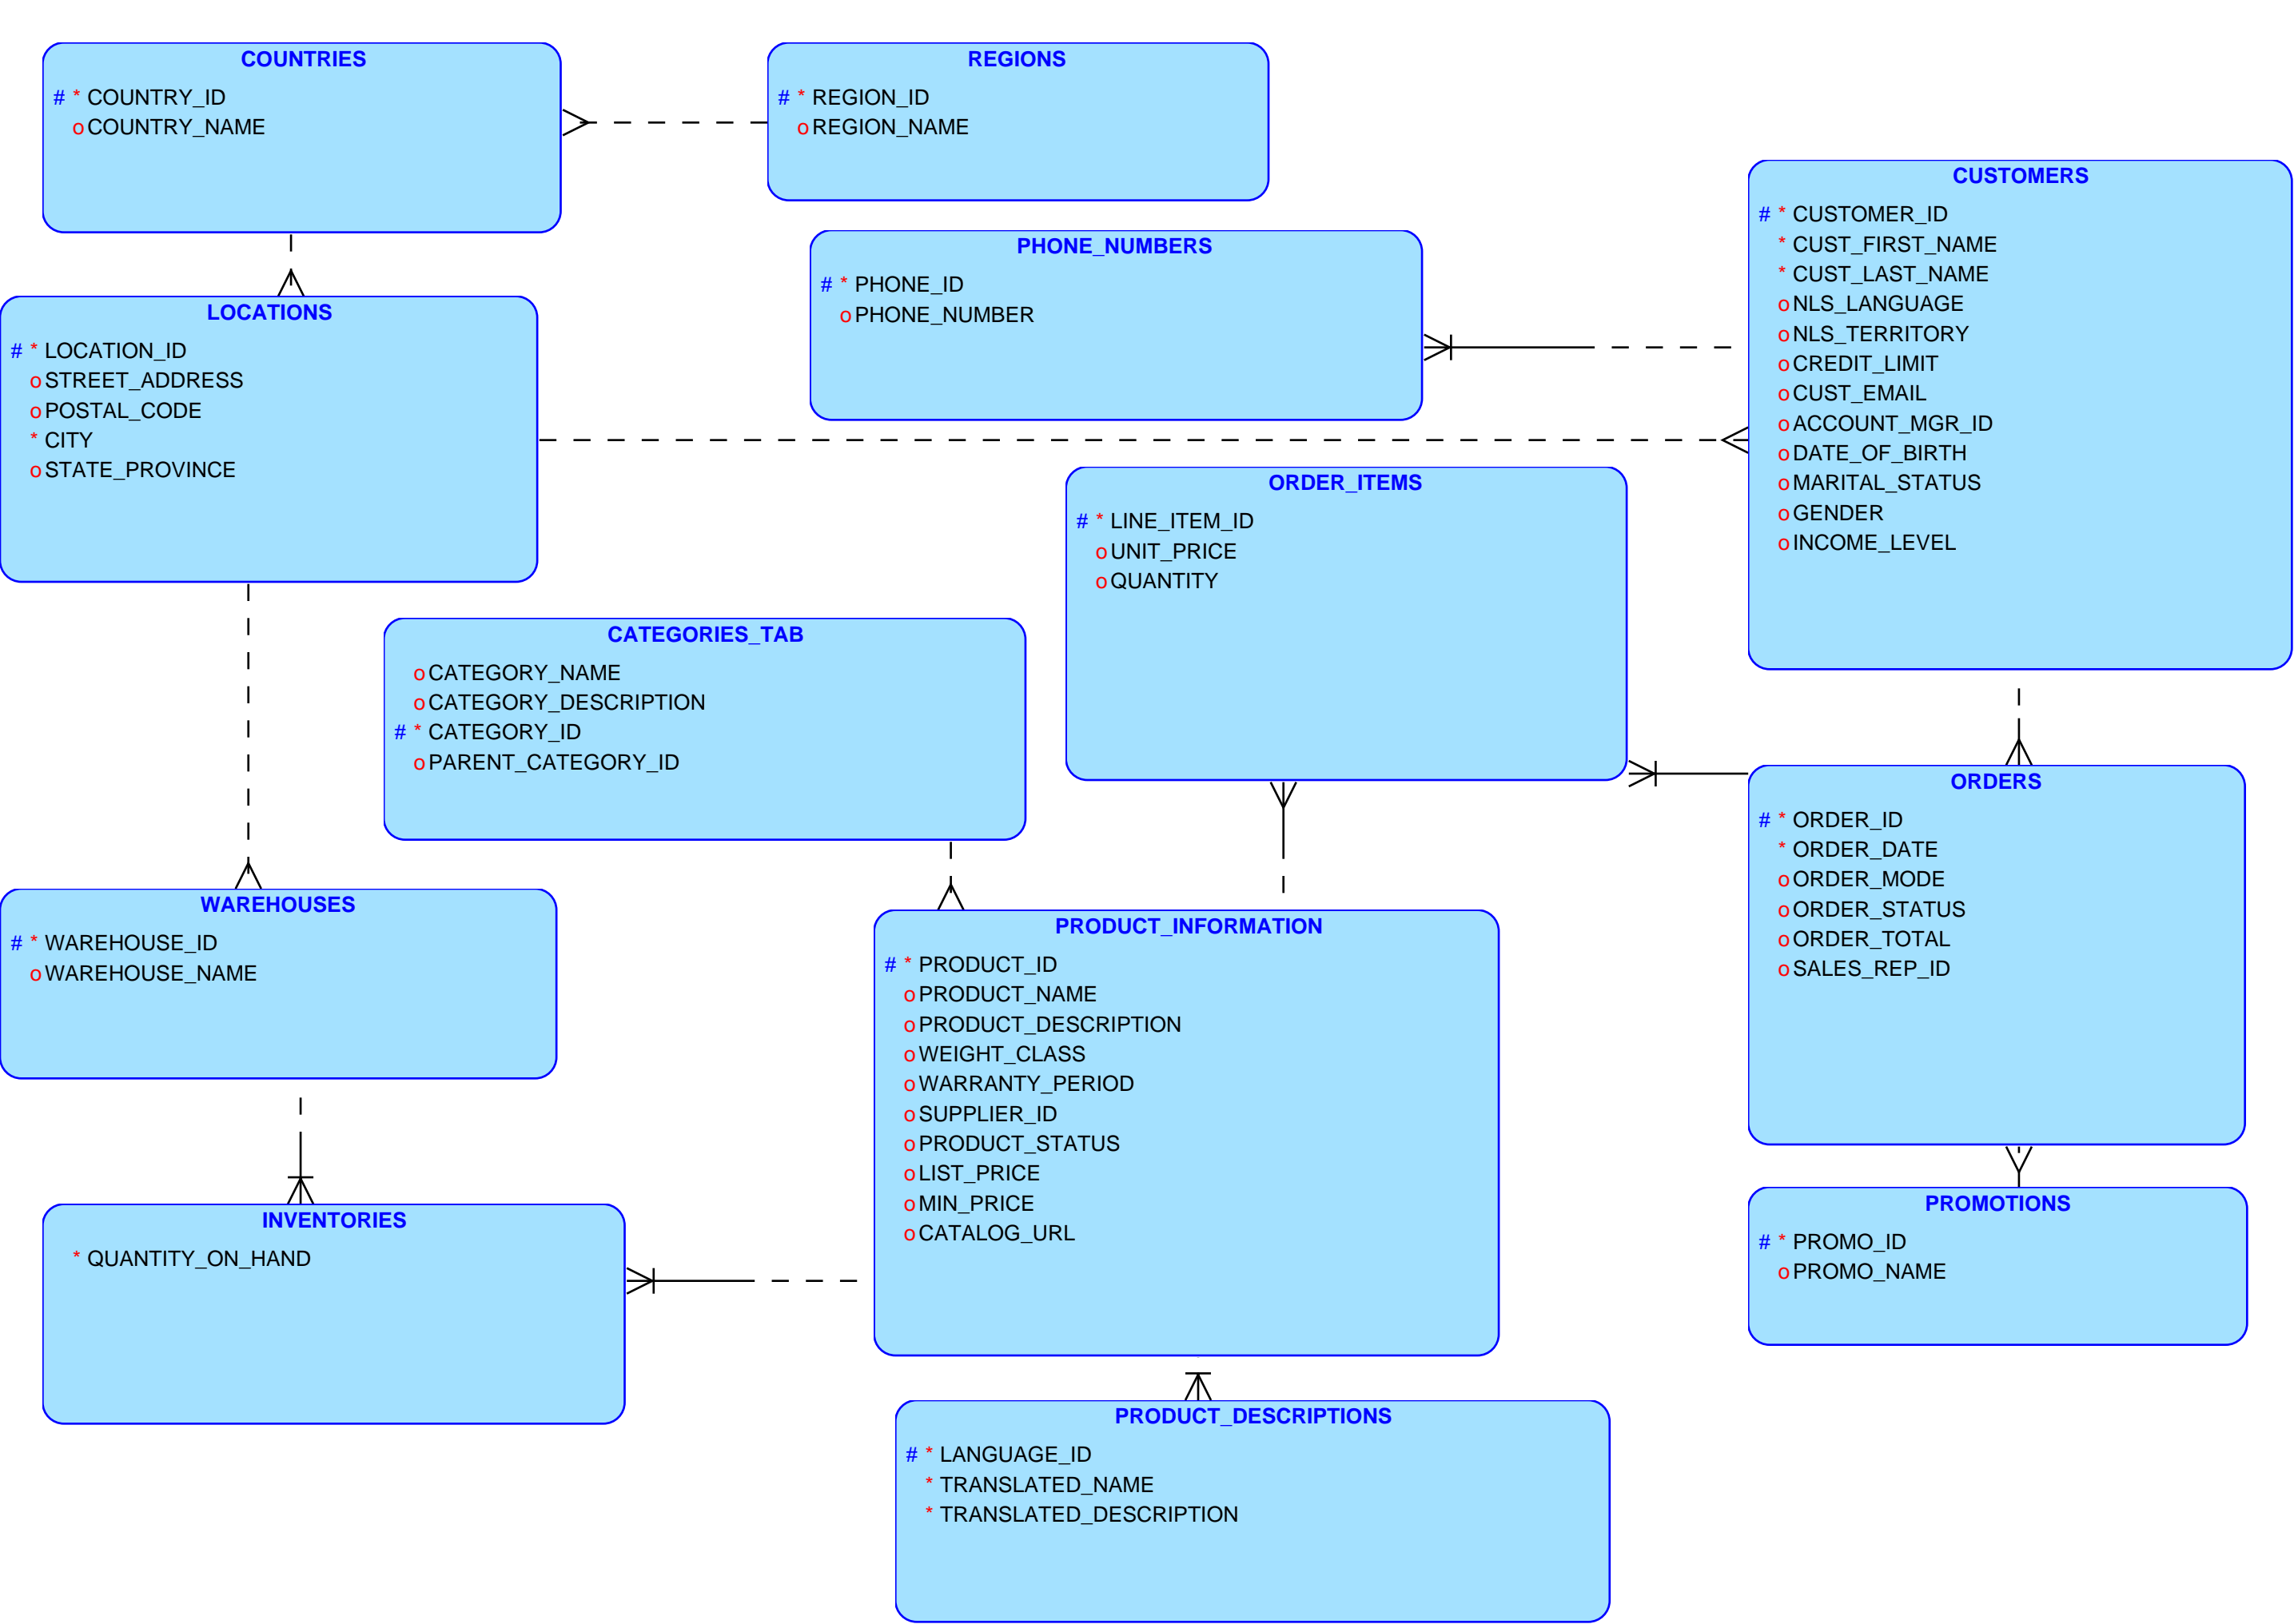 COUNTRIES
# * COUNTRY_ID
o COUNTRY_NAME
REGIONS
# * REGION_ID
o REGION_NAME
CUSTOMERS
# * CUSTOMER_ID
* CUST_FIRST_NAME
* CUST_LAST_NAME
o NLS_LANGUAGE
o NLS_TERRITORY
o CREDIT_LIMIT
o CUST_EMAIL
o ACCOUNT_MGR_ID
o DATE_OF_BIRTH
o MARITAL_STATUS
o GENDER
o INCOME_LEVEL
PHONE_NUMBERS
# * PHONE_ID
o PHONE_NUMBER
LOCATIONS
# * LOCATION_ID
o STREET_ADDRESS
o POSTAL_CODE
* CITY
o STATE_PROVINCE
ORDER_ITEMS
# * LINE_ITEM_ID
o UNIT_PRICE
o QUANTITY
CATEGORIES_TAB
o CATEGORY_NAME
o CATEGORY_DESCRIPTION
# * CATEGORY_ID
o PARENT_CATEGORY_ID
ORDERS
# * ORDER_ID
* ORDER_DATE
o ORDER_MODE
o ORDER_STATUS
o ORDER_TOTAL
o SALES_REP_ID
WAREHOUSES
# * WAREHOUSE_ID
o WAREHOUSE_NAME
PRODUCT_INFORMATION
# * PRODUCT_ID
o PRODUCT_NAME
o PRODUCT_DESCRIPTION
o WEIGHT_CLASS
o WARRANTY_PERIOD
o SUPPLIER_ID
o PRODUCT_STATUS
o LIST_PRICE
o MIN_PRICE
o CATALOG_URL
PROMOTIONS
# * PROMO_ID
o PROMO_NAME
INVENTORIES
* QUANTITY_ON_HAND
PRODUCT_DESCRIPTIONS
# * LANGUAGE_ID
* TRANSLATED_NAME
* TRANSLATED_DESCRIPTION